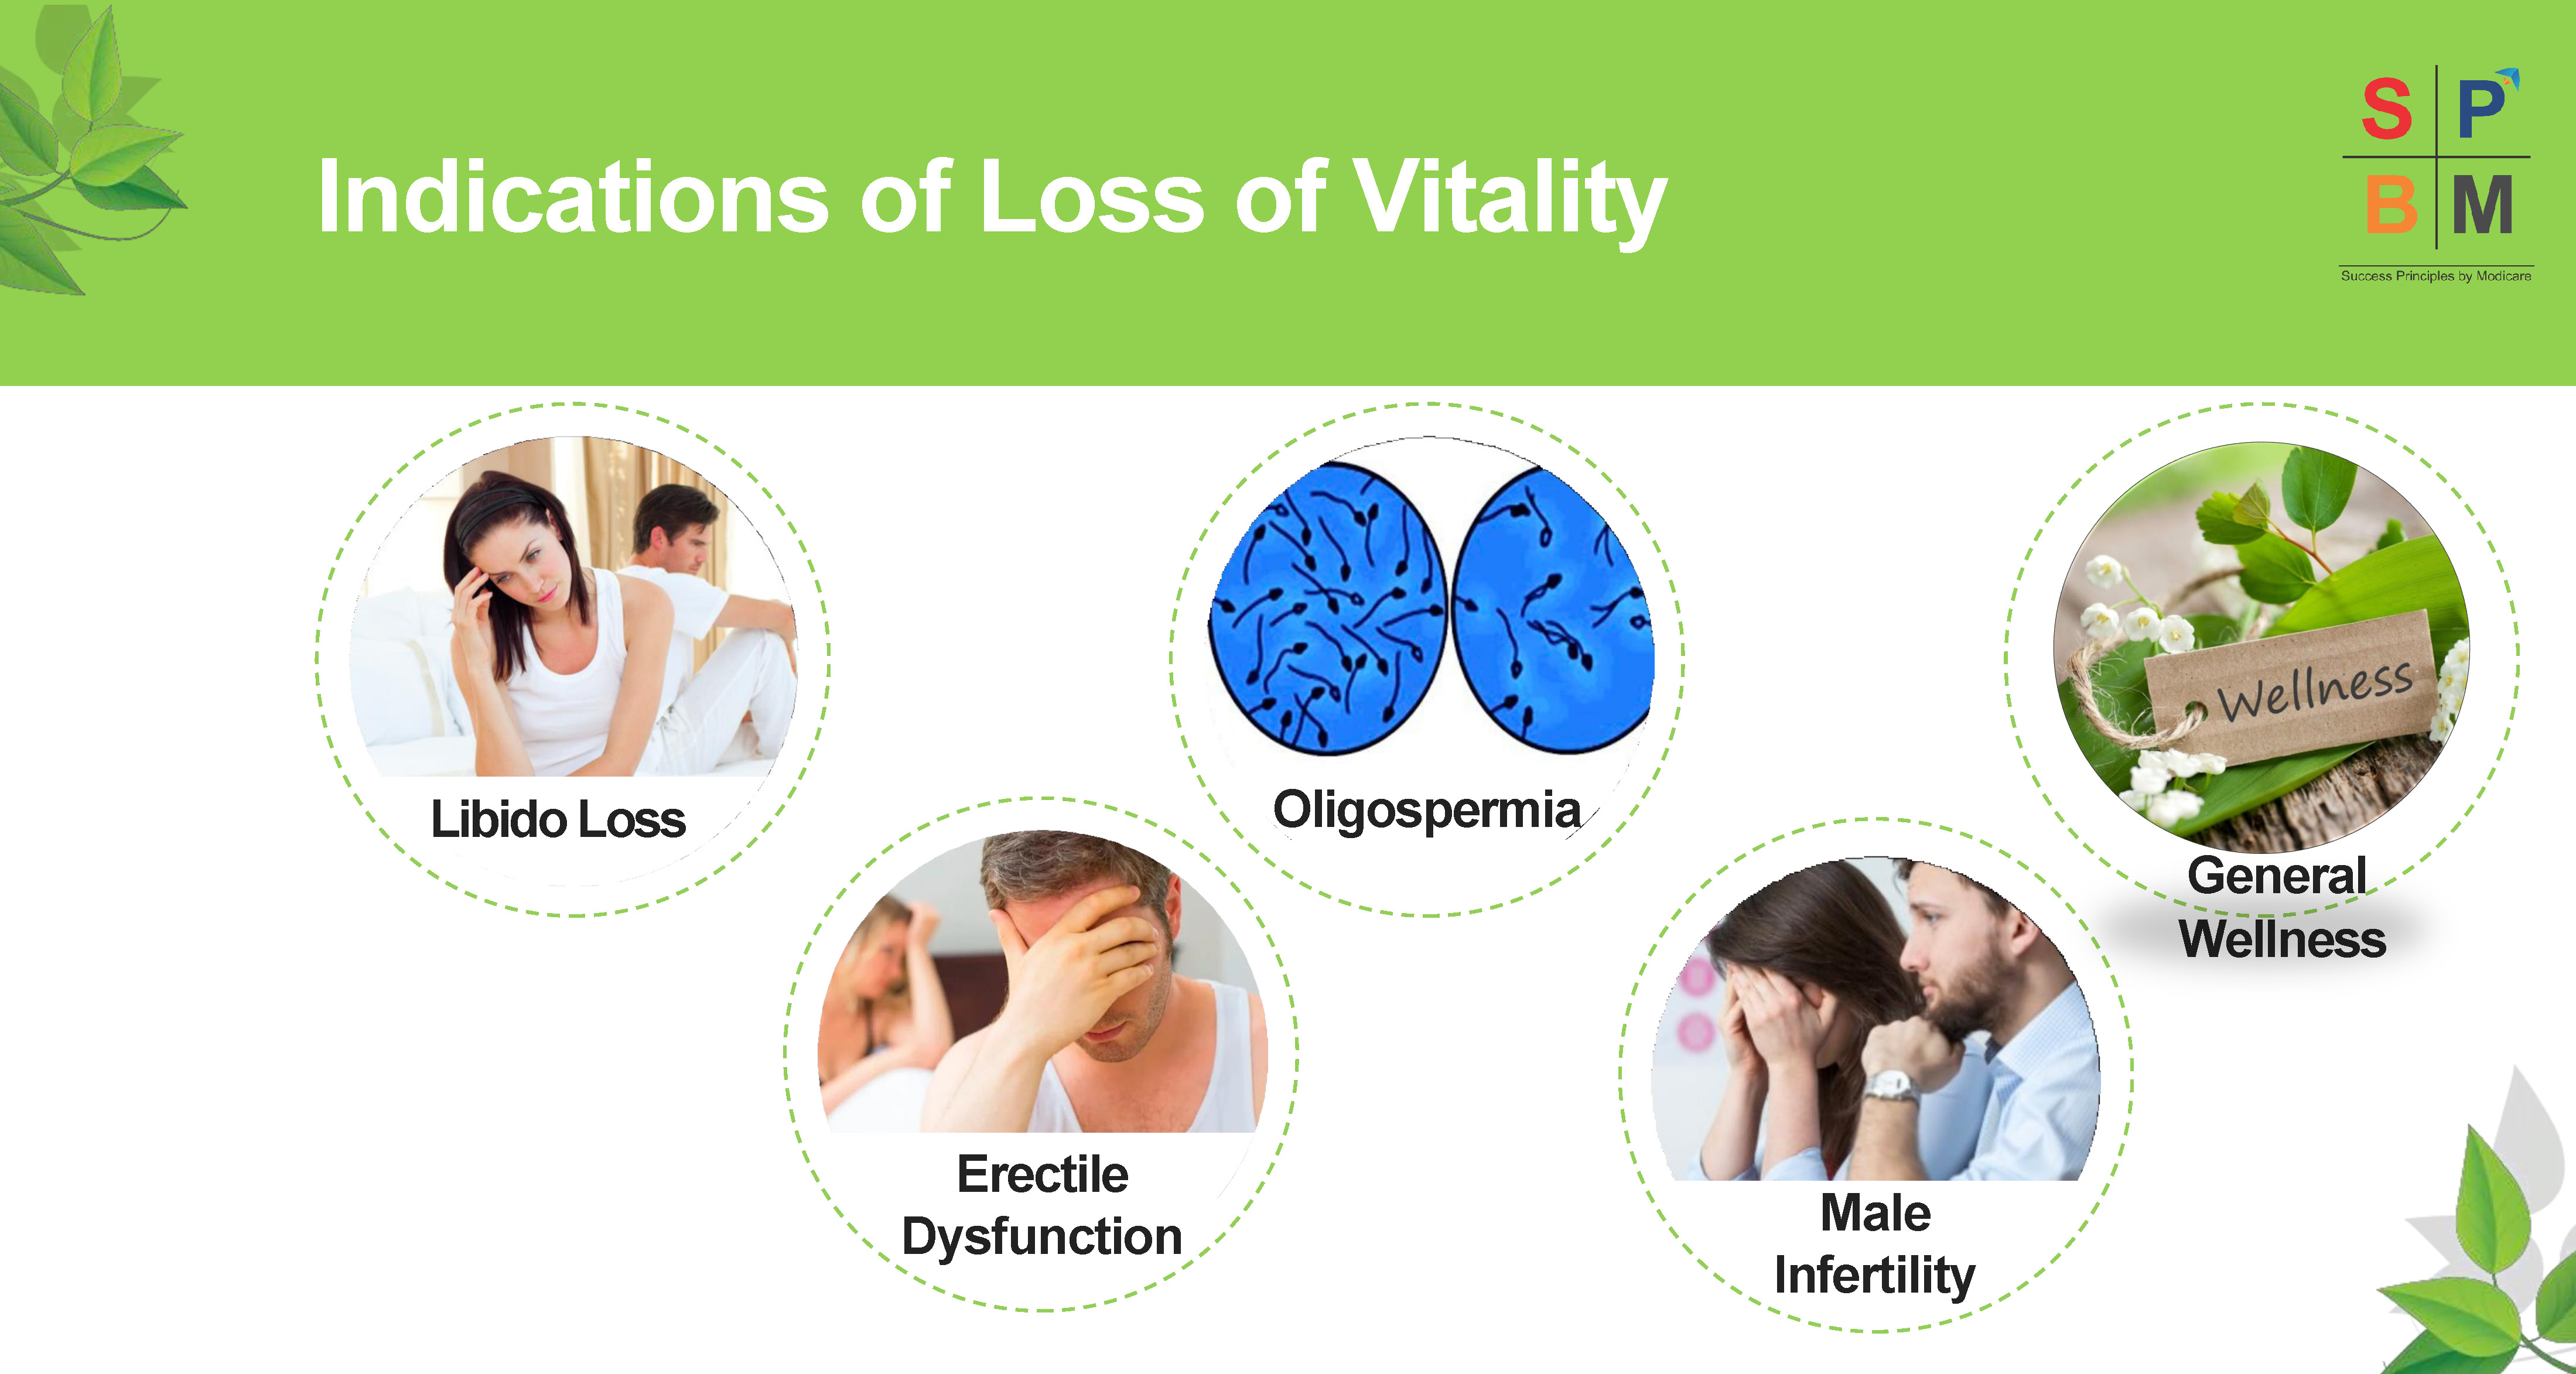 Indications of Loss of Vitality
S P
B M
Success Principles by Modicare
Libido Loss
Oligospermia
Wellness
General
Wellness
Erectile
Dysfunction
Male
Infertility